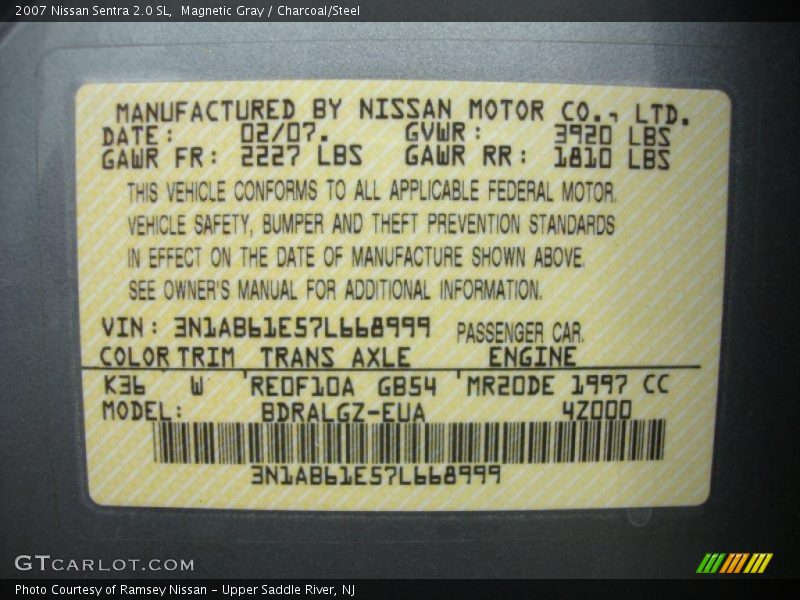 2007 Nissan Sentra 2.0 SL,  Magnetic Gray / Charcoal/Steel
MANUFACTURED BY NISSAN MOTOR CO., LTD.
DATE: 02/07. GVWR: 3920 LBS
GAWR FR: 2227 LBS GAWR RR: 1810 LBS
THIS VEHICLE CONFORMS TO ALL APPLICABLE FEDERAL MOTOR.
VEHICLE SAFETY, BUMPER AND THEFT PREVENTION STANDARDS
IN EFFECT ON THE DATE OF MANUFACTURE SHOWN ABOVE.
SEE OWNER'S MANUAL FOR ADDITIONAL INFORMATION.
VIN: 3N1AB61E57L668999 PASSENGER CAR.
COLOR TRIM TRANS AXLE ENGINE
K36 W 'RE0F10A GB54 'MR20DE 1997 CC
MODEL: BDRALGZ-EUA 4Z000
3N1AB61E57L668999
GTCARLOT.COM
Photo Courtesy of Ramsey Nissan - Upper Saddle River, NJ